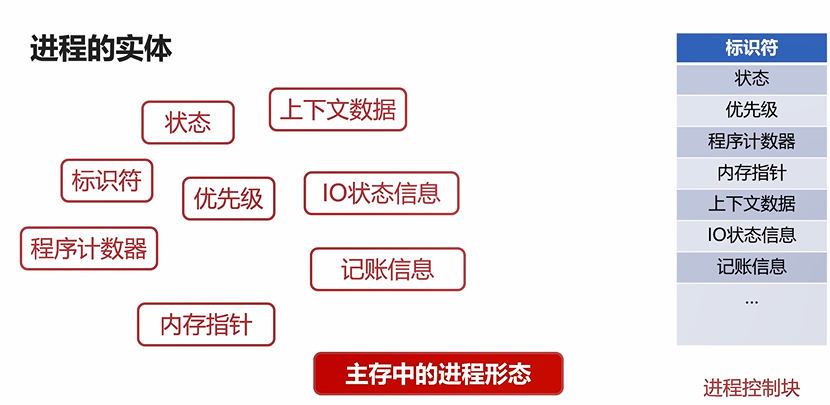 进程的实体
状态
上下文数据
标识符
优先级
IO状态信息
程序计数器
记账信息
内存指针
主存中的进程形态
标识符
状态
优先级
程序计数器
内存指针
上下文数据
IO状态信息
记账信息
...
进程控制块